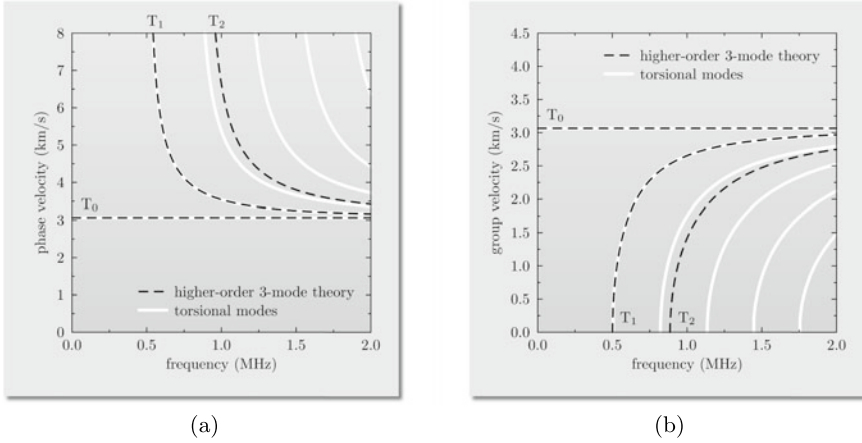 T1 T2
8
7
6
5
4
3
2
1
0
phase velocity (km/s)
T0
higher-order 3-mode theory
torsional modes
0.0 0.5 1.0 1.5 2.0
frequency (MHz)
(a)
4.5
4.0
3.5
3.0
2.5
2.0
1.5
1.0
0.5
0.0
group velocity (km/s)
higher-order 3-mode theory
torsional modes
T0
T1 T2
0.0 0.5 1.0 1.5 2.0
frequency (MHz)
(b)